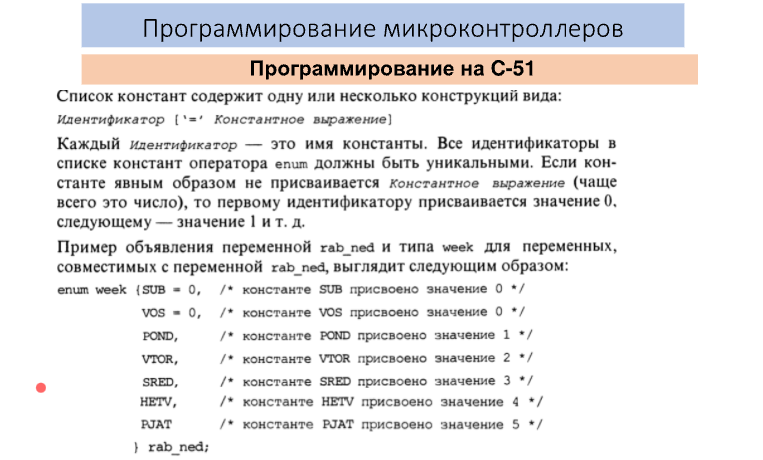 Программирование микроконтроллеров
Программирование на С-51
Список констант содержит одну или несколько конструкций вида:
Идентификатор ['=' Константное выражение]
Каждый Идентификатор — это имя константы. Все идентификаторы в
списке констант оператора enum должны быть уникальными. Если кон-
станте явным образом не присваивается Константное выражение (чаще
всего это число), то первому идентификатору присваивается значение 0,
следующему — значение 1 и т. д.
Пример объявления переменной rab_ned и типа week для переменных,
совместимых с переменной rab_ned, выглядит следующим образом:
enum week {SUB = 0, /* константе SUB присвоено значение 0 */
VOS = 0, /* константе VOS присвоено значение 0 */
POND, /* константе POND присвоено значение 1 */
VTOR, /* константе VTOR присвоено значение 2 */
SRED, /* константе SRED присвоено значение 3 */
HETV, /* константе HETV присвоено значение 4 */
PJAT /* константе PJAT присвоено значение 5 */
} rab_ned;